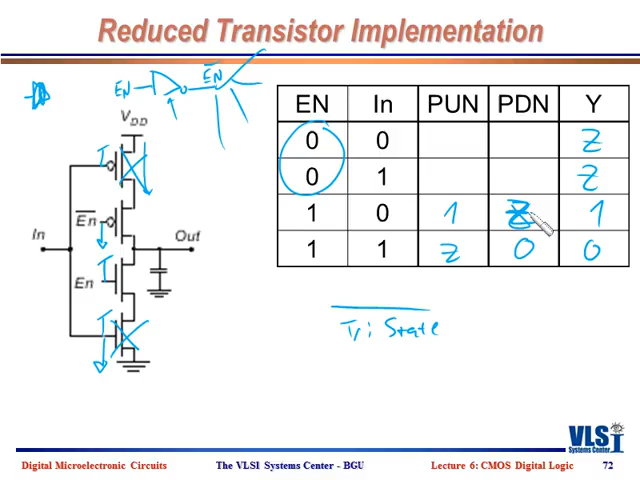 Reduced Transistor Implementation
EN
EN
VDD
In
En
En
Out
EN In PUN PDN Y
0 0 Z
0 1 Z
1 0 1 Z 1
1 1 Z 0 0
Tri State
VLSI
Systems Center
Digital Microelectronic Circuits
The VLSI Systems Center - BGU
Lecture 6: CMOS Digital Logic
72